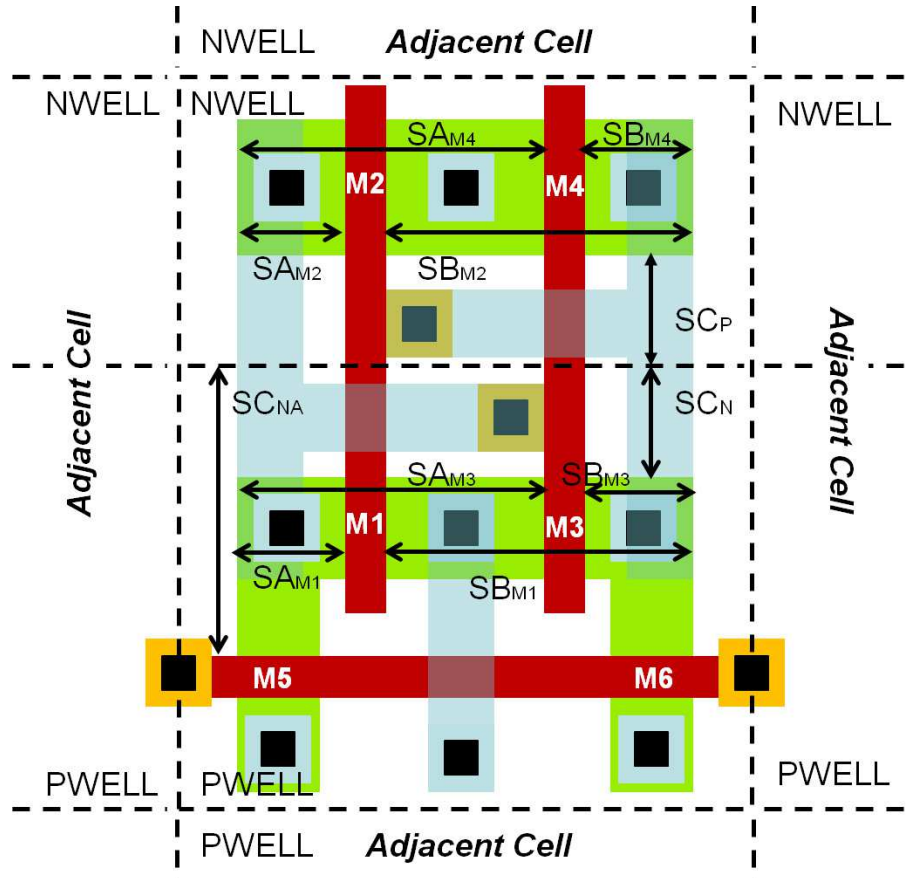 NWELL Adjacent Cell
NWELL NWELL NWELL
SAM4 SBM4
M2 M4
SAM2 SBM2
SCP
Adjacent Cell
Adjacent Cell
SCNA SCN
SAM3 SBM3
M1 M3
SAM1 SBM1
M5 M6
PWELL PWELL PWELL
PWELL Adjacent Cell